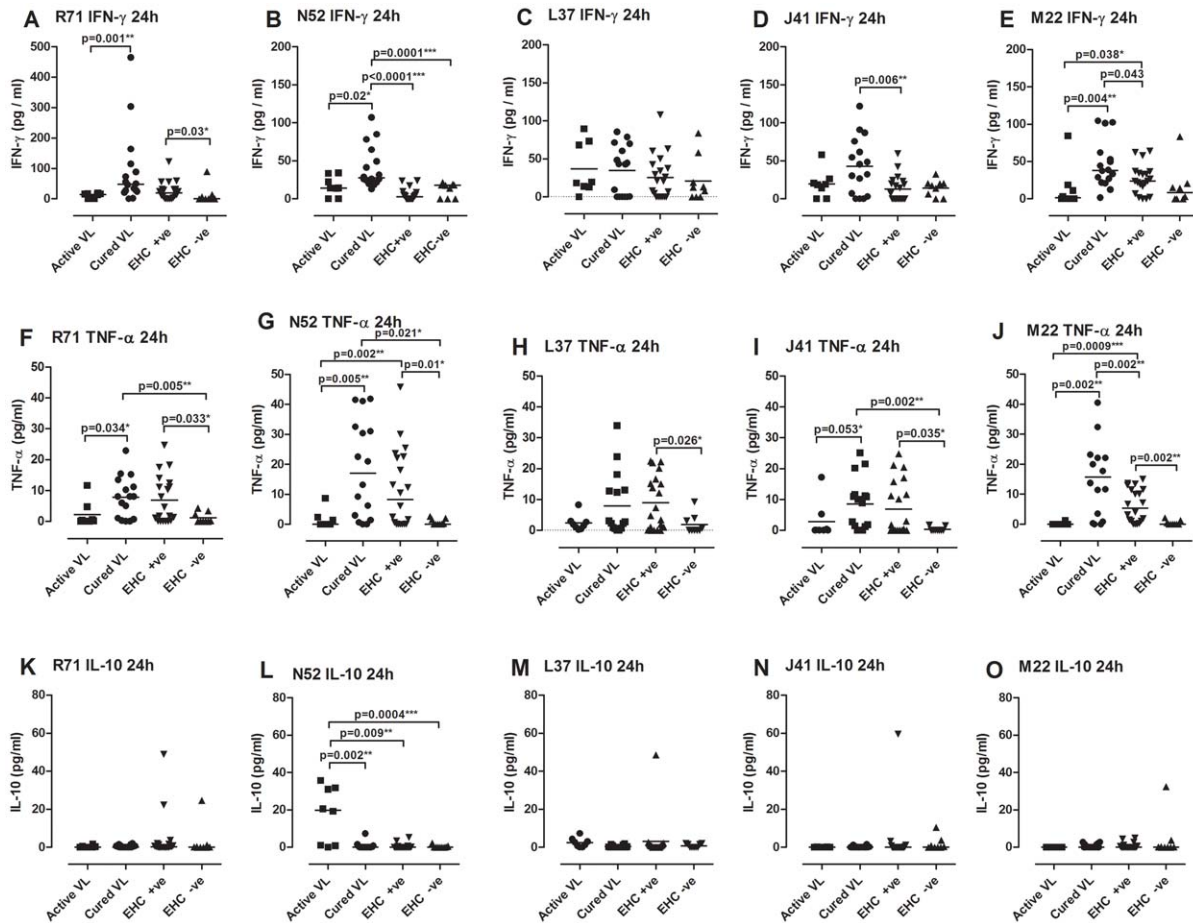 A R71 IFN-γ 24h
500
400
300
200
100
0
IFN-γ (pg / ml)
p=0.001**
p=0.03*
Active VL
Cured VL
EHC +ve
EHC -ve
B N52 IFN-γ 24h
200
150
100
50
0
IFN-γ (pg / ml)
p=0.0001***
p<0.0001***
p=0.02*
Active VL
Cured VL
EHC+ve
EHC-ve
C L37 IFN-γ 24h
200
150
100
50
0
IFN-γ (pg / ml)
Active VL
Cured VL
EHC +ve
EHC -ve
D J41 IFN-γ 24h
200
150
100
50
0
IFN-γ (pg / ml)
p=0.006**
Active VL
Cured VL
EHC +ve
EHC -ve
E M22 IFN-γ 24h
200
150
100
50
0
IFN-γ (pg / ml)
p=0.038*
p=0.043
p=0.004**
Active VL
Cured VL
EHC +ve
EHC -ve
F R71 TNF-α 24h
50
40
30
20
10
0
TNF-α (pg/ml)
p=0.005**
p=0.034*
p=0.033*
Active VL
Cured VL
EHC +ve
EHC -ve
G N52 TNF-α 24h
50
40
30
20
10
0
TNF-α (pg/ml)
p=0.021*
p=0.002**
p=0.01*
p=0.005**
Active VL
Cured VL
EHC +ve
EHC -ve
H L37 TNF-α 24h
50
40
30
20
10
0
TNF-α (pg/ml)
p=0.026*
Active VL
Cured VL
EHC +ve
EHC -ve
I J41 TNF-α 24h
50
40
30
20
10
0
TNF-α (pg/ml)
p=0.002**
p=0.053*
p=0.035*
Active VL
Cured VL
EHC +ve
EHC -ve
J M22 TNF-α 24h
50
40
30
20
10
0
TNF-α (pg/ml)
p=0.0009***
p=0.002**
p=0.002**
p=0.002**
Active VL
Cured VL
EHC +ve
EHC -ve
K R71 IL-10 24h
80
60
40
20
0
IL-10 (pg/ml)
Active VL
Cured VL
EHC +ve
EHC -ve
L N52 IL-10 24h
80
60
40
20
0
IL-10 (pg/ml)
p=0.0004***
p=0.009**
p=0.002**
Active VL
Cured VL
EHC +ve
EHC -ve
M L37 IL-10 24h
80
60
40
20
0
IL-10 (pg/ml)
Active VL
Cured VL
EHC +ve
EHC -ve
N J41 IL-10 24h
80
60
40
20
0
IL-10 (pg/ml)
Active VL
Cured VL
EHC +ve
EHC -ve
O M22 IL-10 24h
80
60
40
20
0
IL-10 (pg/ml)
Active VL
Cured VL
EHC +ve
EHC -ve